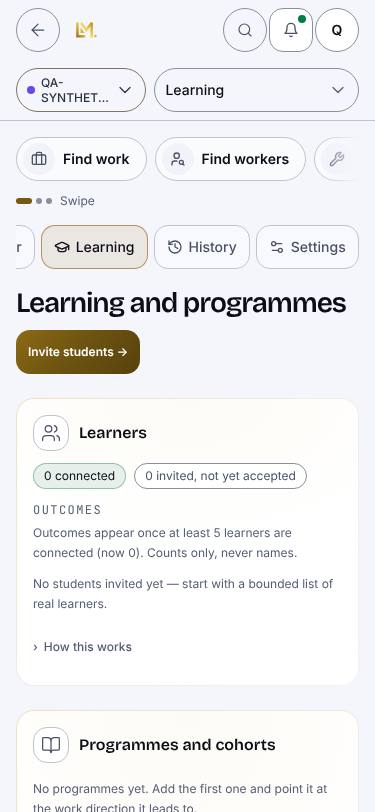 LM.
Q
QA-
SYNTHET...
Learning
Find work
Find workers
Swipe
r
Learning
History
Settings
Learning and programmes
Invite students →
Learners
0 connected
0 invited, not yet accepted
OUTCOMES
Outcomes appear once at least 5 learners are
connected (now 0). Counts only, never names.
No students invited yet — start with a bounded list of
real learners.
› How this works
Programmes and cohorts
No programmes yet. Add the first one and point it at
the work direction it leads to.